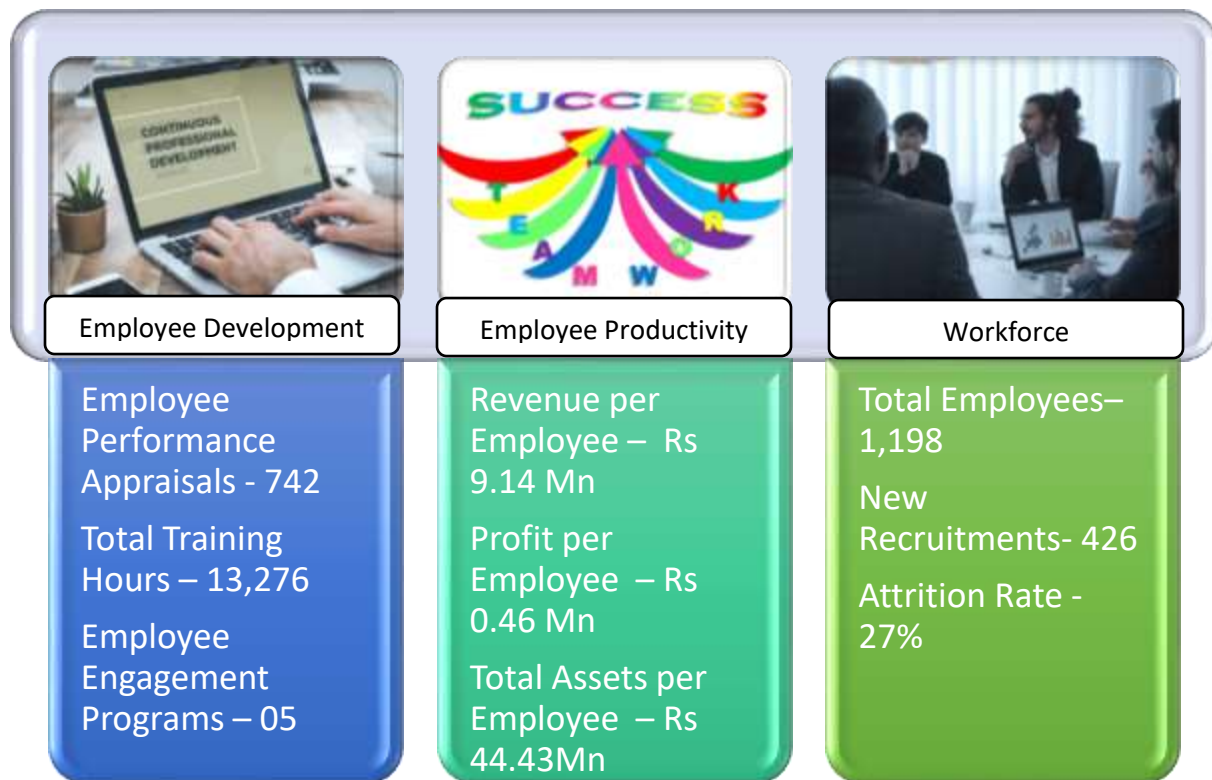 CONTINUOUS
PROFESSIONAL
DEVELOPMENT
SUCCESS
TEAMWORK
Employee Development
Employee Productivity
Workforce
Employee
Performance
Appraisals - 742
Total Training
Hours – 13,276
Employee
Engagement
Programs – 05
Revenue per
Employee – Rs
9.14 Mn
Profit per
Employee – Rs
0.46 Mn
Total Assets per
Employee – Rs
44.43Mn
Total Employees–
1,198
New
Recruitments- 426
Attrition Rate -
27%